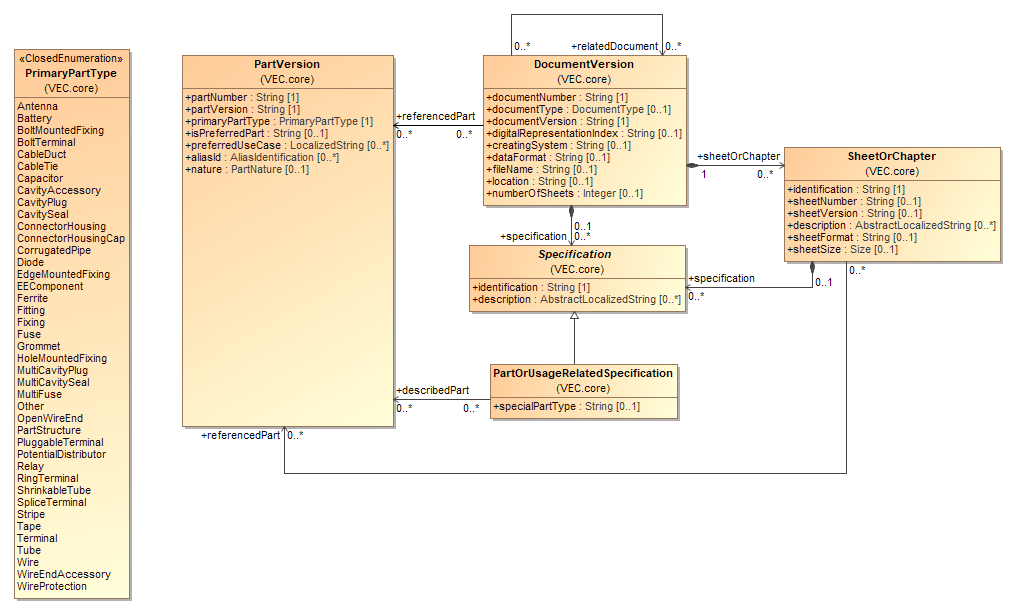 «ClosedEnumeration»
PrimaryPartType
(VEC.core)
Antenna
Battery
BoltMountedFixing
BoltTerminal
CableDuct
CableTie
Capacitor
CavityAccessory
CavityPlug
CavitySeal
ConnectorHousing
ConnectorHousingCap
CorrugatedPipe
Diode
EdgeMountedFixing
EEComponent
Ferrite
Fitting
Fixing
Fuse
Grommet
HoleMountedFixing
MultiCavityPlug
MultiCavitySeal
MultiFuse
Other
OpenWireEnd
PartStructure
PluggableTerminal
PotentialDistributor
Relay
RingTerminal
ShrinkableTube
SpliceTerminal
Stripe
Tape
Terminal
Tube
Wire
WireEndAccessory
WireProtection
PartVersion
(VEC.core)
+partNumber : String [1]
+partVersion : String [1]
+primaryPartType : PrimaryPartType [1]
+isPreferredPart : String [0..1]
+preferredUseCase : LocalizedString [0..*]
+aliasId : AliasIdentification [0..*]
+nature : PartNature [0..1]
+referencedPart
0..*
0..*
0..*
+relatedDocument
0..*
DocumentVersion
(VEC.core)
+documentNumber : String [1]
+documentType : DocumentType [0..1]
+documentVersion : String [1]
+digitalRepresentationIndex : String [0..1]
+creatingSystem : String [0..1]
+dataFormat : String [0..1]
+fileName : String [0..1]
+location : String [0..1]
+numberOfSheets : Integer [0..1]
+sheetOrChapter
1
0..*
SheetOrChapter
(VEC.core)
+identification : String [1]
+sheetNumber : String [0..1]
+sheetVersion : String [0..1]
+description : AbstractLocalizedString [0..*]
+sheetFormat : String [0..1]
+sheetSize : Size [0..1]
0..1
+specification
0..*
Specification
(VEC.core)
+identification : String [1]
+description : AbstractLocalizedString [0..*]
+specification
0..*
0..1
0..*
PartOrUsageRelatedSpecification
(VEC.core)
+specialPartType : String [0..1]
+describedPart
0..*
0..*
+referencedPart
0..*